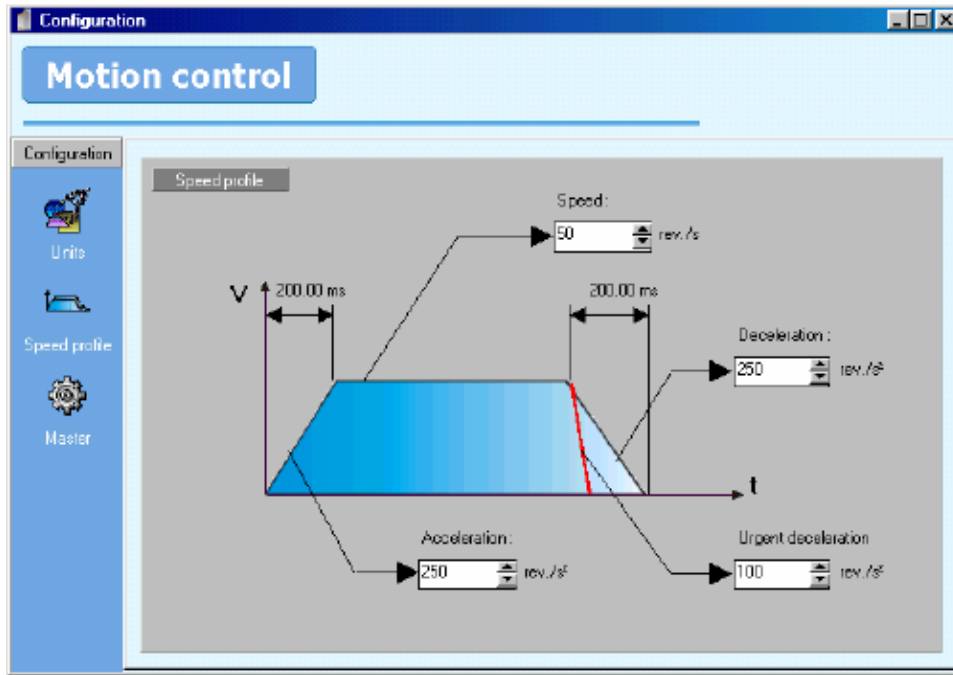 Configuration
Motion control
Configuration
Units
Speed profile
Master
Speed profile
Speed :
50 rev./s
V
200.00 ms
200.00 ms
Deceleration :
250 rev./s²
t
Acceleration :
250 rev./s²
Urgent deceleration
100 rev./s²